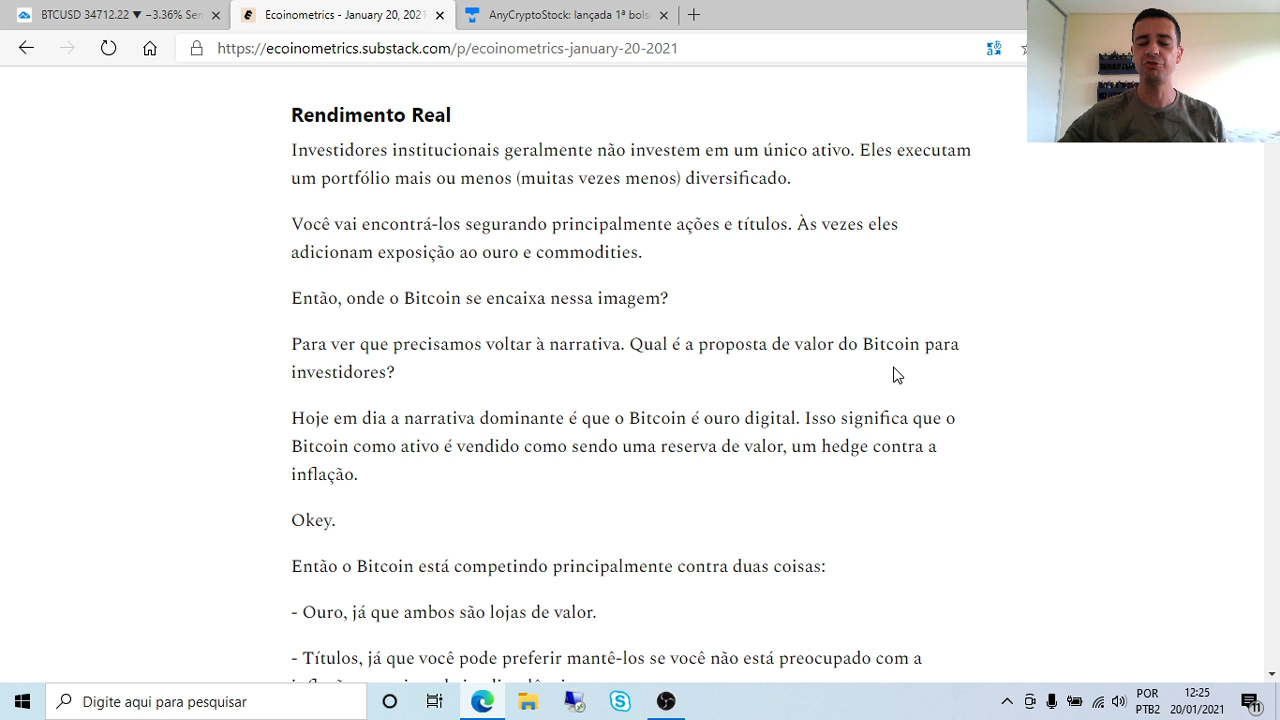 BTCUSD 34712.22 ▼ −3.36% Sen
Ecoinometrics - January 20, 2021
AnyCryptoStock: lançada 1ª bols
https://ecoinometrics.substack.com/p/ecoinometrics-january-20-2021
Rendimento Real
Investidores institucionais geralmente não investem em um único ativo. Eles executam
um portfólio mais ou menos (muitas vezes menos) diversificado.
Você vai encontrá-los segurando principalmente ações e títulos. Às vezes eles
adicionam exposição ao ouro e commodities.
Então, onde o Bitcoin se encaixa nessa imagem?
Para ver que precisamos voltar à narrativa. Qual é a proposta de valor do Bitcoin para
investidores?
Hoje em dia a narrativa dominante é que o Bitcoin é ouro digital. Isso significa que o
Bitcoin como ativo é vendido como sendo uma reserva de valor, um hedge contra a
inflação.
Okey.
Então o Bitcoin está competindo principalmente contra duas coisas:
- Ouro, já que ambos são lojas de valor.
- Títulos, já que você pode preferir mantê-los se você não está preocupado com a
Digite aqui para pesquisar
POR
PTB2
12:25
20/01/2021
11